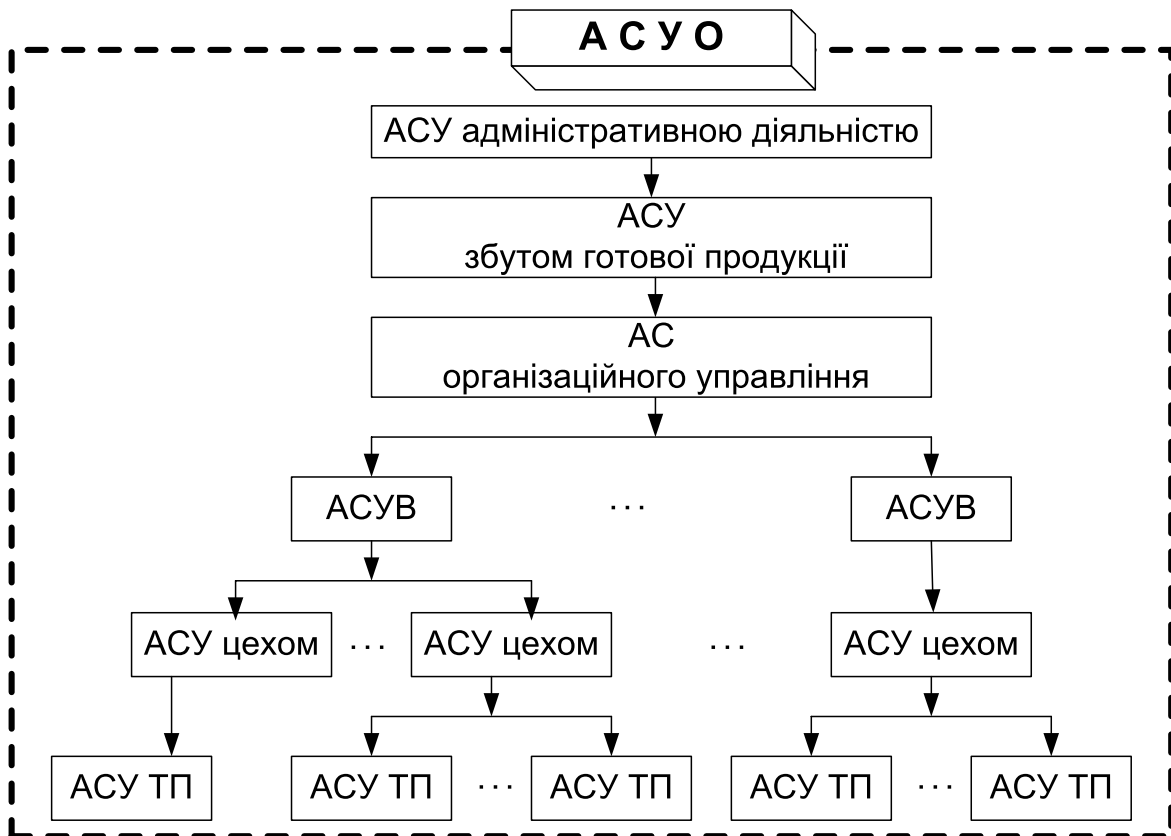 А С У О
АСУ адміністративною діяльністю
АСУ
збутом готової продукції
АС
організаційного управління
АСУВ ... АСУВ
АСУ цехом ... АСУ цехом ... АСУ цехом
АСУ ТП АСУ ТП ... АСУ ТП АСУ ТП ... АСУ ТП